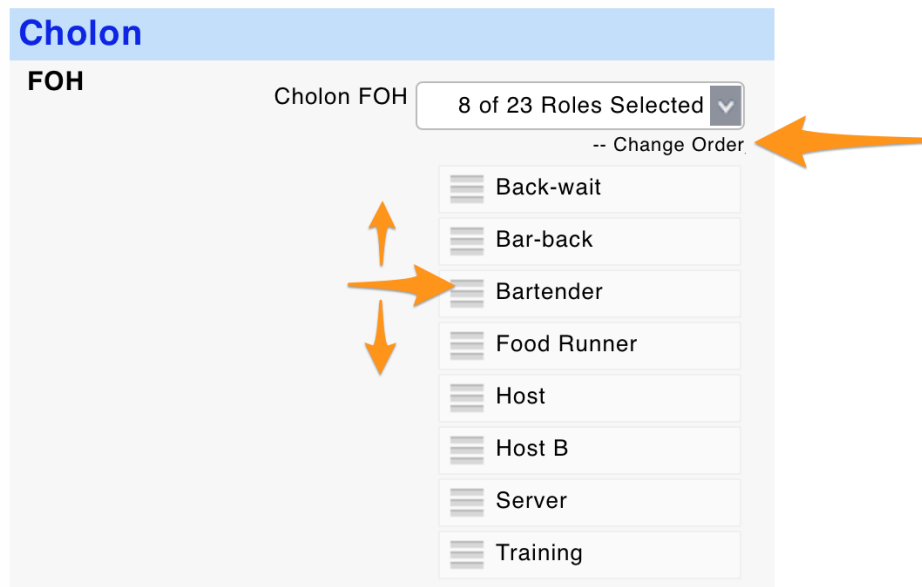 Cholon
FOH
Cholon FOH
8 of 23 Roles Selected
-- Change Order
Back-wait
Bar-back
Bartender
Food Runner
Host
Host B
Server
Training